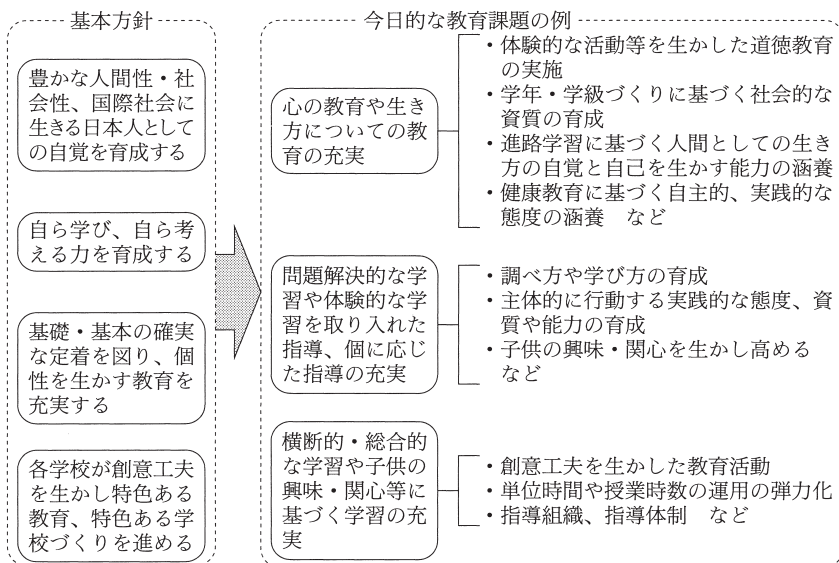 基本方針
豊かな人間性・社
会性、国際社会に
生きる日本人として
の自覚を育成する
自ら学び、自ら考
える力を育成する
基礎・基本の確実
な定着を図り、個
性を生かす教育を
充実する
各学校が創意工夫
を生かし特色ある
教育、特色ある学
校づくりを進める
今日的な教育課題の例
心の教育や生き
方についての教
育の充実
・体験的な活動等を生かした道徳教育
の実施
・学年・学級づくりに基づく社会的な
資質の育成
・進路学習に基づく人間としての生き
方の自覚と自己を生かす能力の涵養
・健康教育に基づく自主的、実践的な
態度の涵養　など
問題解決的な学
習や体験的な学
習を取り入れた
指導、個に応じ
た指導の充実
・調べ方や学び方の育成
・主体的に行動する実践的な態度、資
質や能力の育成
・子供の興味・関心を生かし高める
など
横断的・総合的
な学習や子供の
興味・関心等に
基づく学習の充
実
・創意工夫を生かした教育活動
・単位時間や授業時数の運用の弾力化
・指導組織、指導体制　など